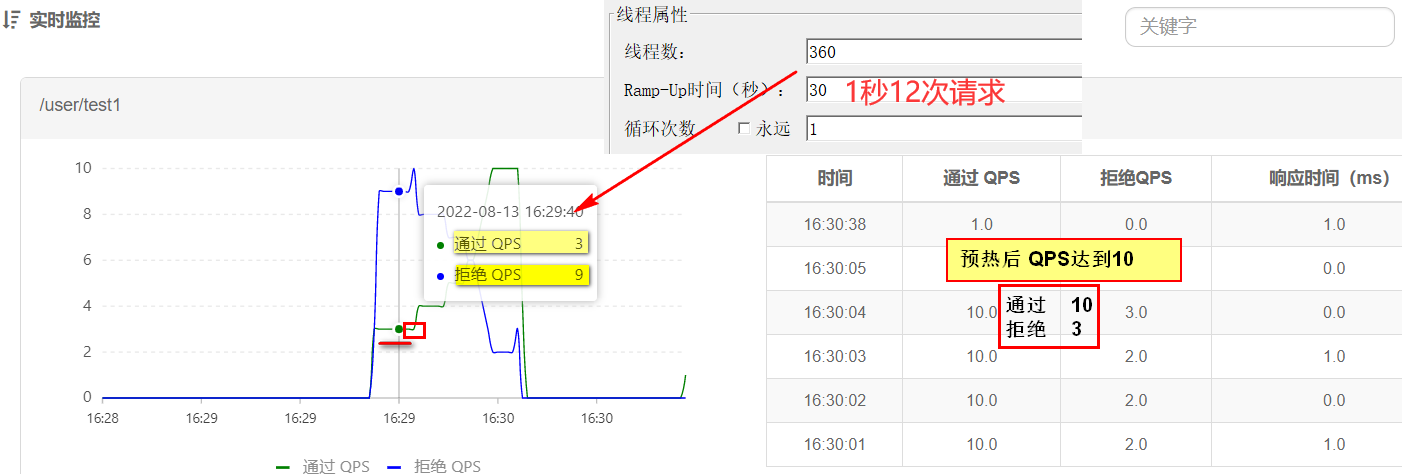 实时监控
线程属性
线程数：
360
Ramp-Up时间（秒）：
30
1秒12次请求
循环次数
永远
1
关键字
/user/test1
10
8
6
4
2
0
16:28
16:29
16:29
16:29
16:30
16:30
2022-08-13 16:29:40
通过 QPS 3
拒绝 QPS 9
通过 QPS
拒绝 QPS
时间 通过 QPS 拒绝QPS 响应时间（ms）
16:30:38 1.0 0.0 1.0
16:30:05 0.0
预热后 QPS达到10
16:30:04 10.0 3.0 0.0
通过 10
拒绝 3
16:30:03 10.0 2.0 1.0
16:30:02 10.0 2.0 0.0
16:30:01 10.0 2.0 1.0